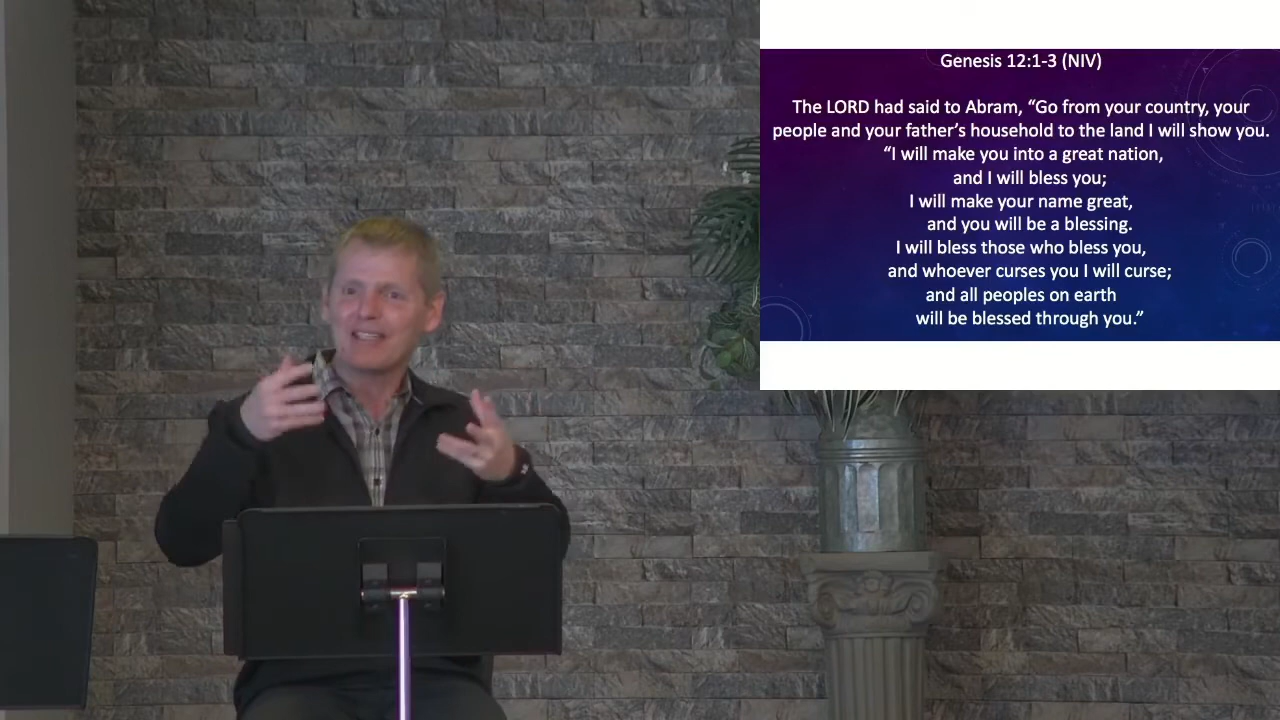 Genesis 12:1-3 (NIV)
The LORD had said to Abram, “Go from your country, your
people and your father’s household to the land I will show you.
“I will make you into a great nation,
and I will bless you;
I will make your name great,
and you will be a blessing.
I will bless those who bless you,
and whoever curses you I will curse;
and all peoples on earth
will be blessed through you.”